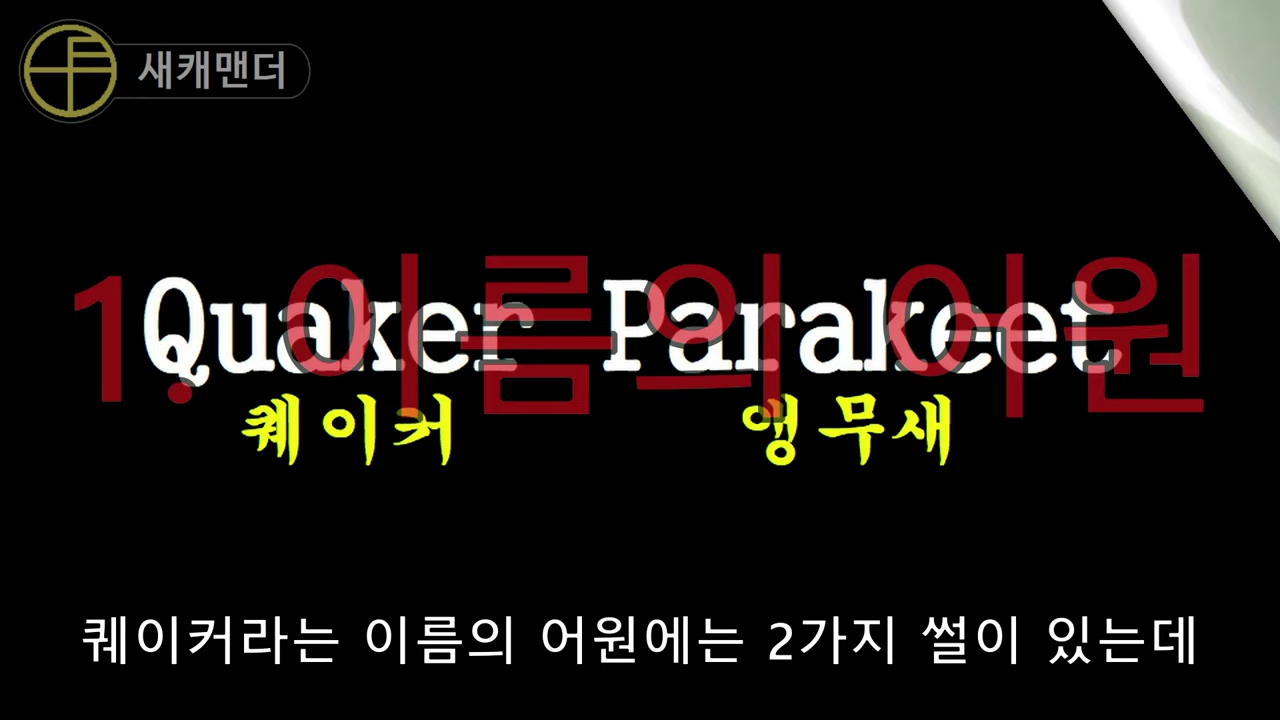 새캐맨더
1. 이름의 어원
Quaker Parakeet
퀘이커 앵무새
퀘이커라는 이름의 어원에는 2가지 썰이 있는데